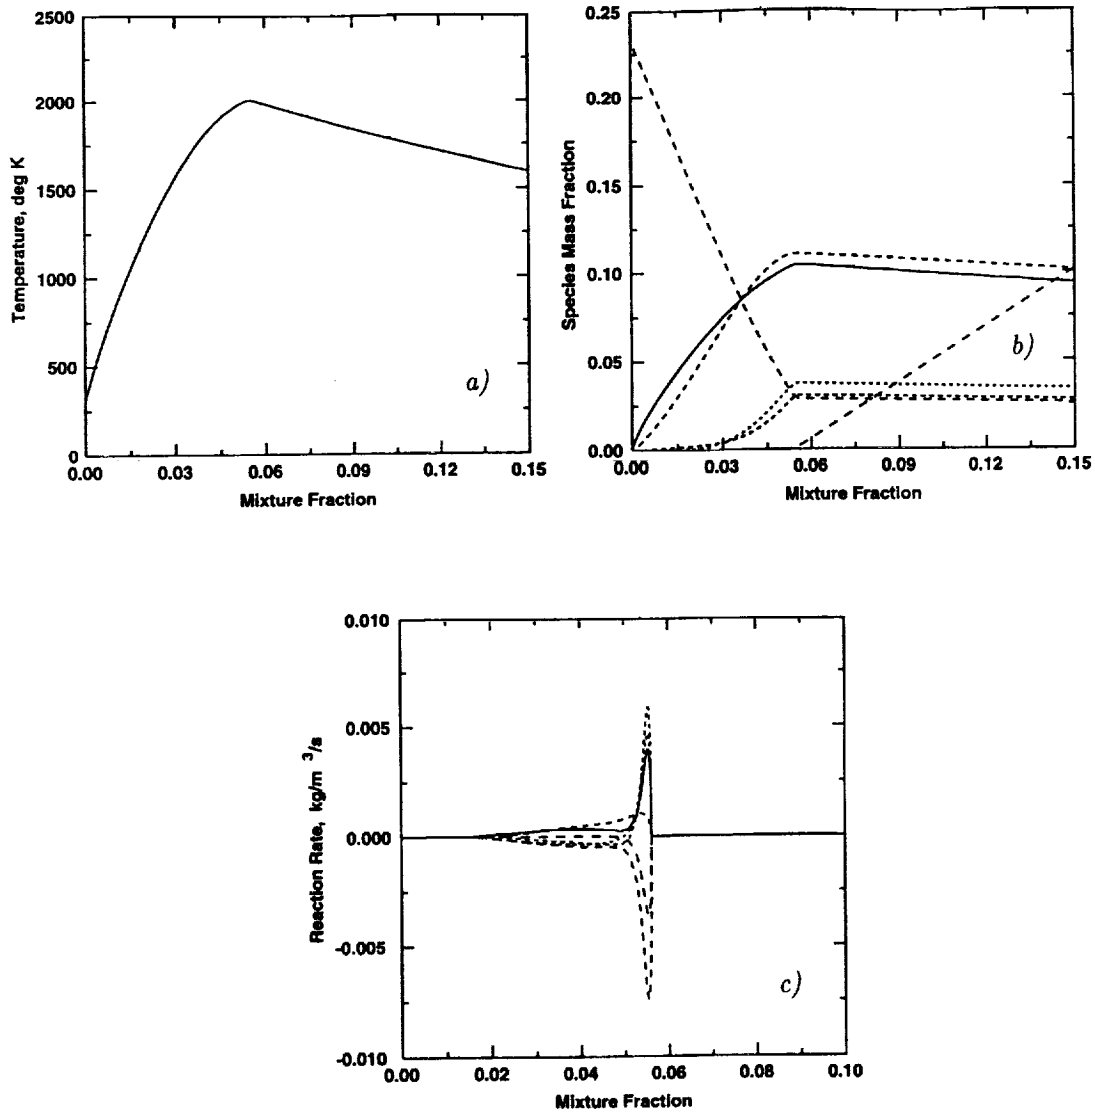 2500
2000
1500
1000
500
0
0.00 0.03 0.06 0.09 0.12 0.15
Temperature, deg K
Mixture Fraction
a)
0.25
0.20
0.15
0.10
0.05
0.00
0.00 0.03 0.06 0.09 0.12 0.15
Species Mass Fraction
Mixture Fraction
b)
0.010
0.005
0.000
-0.005
-0.010
0.00 0.02 0.04 0.06 0.08 0.10
Reaction Rate, kg/m ³/s
Mixture Fraction
c)